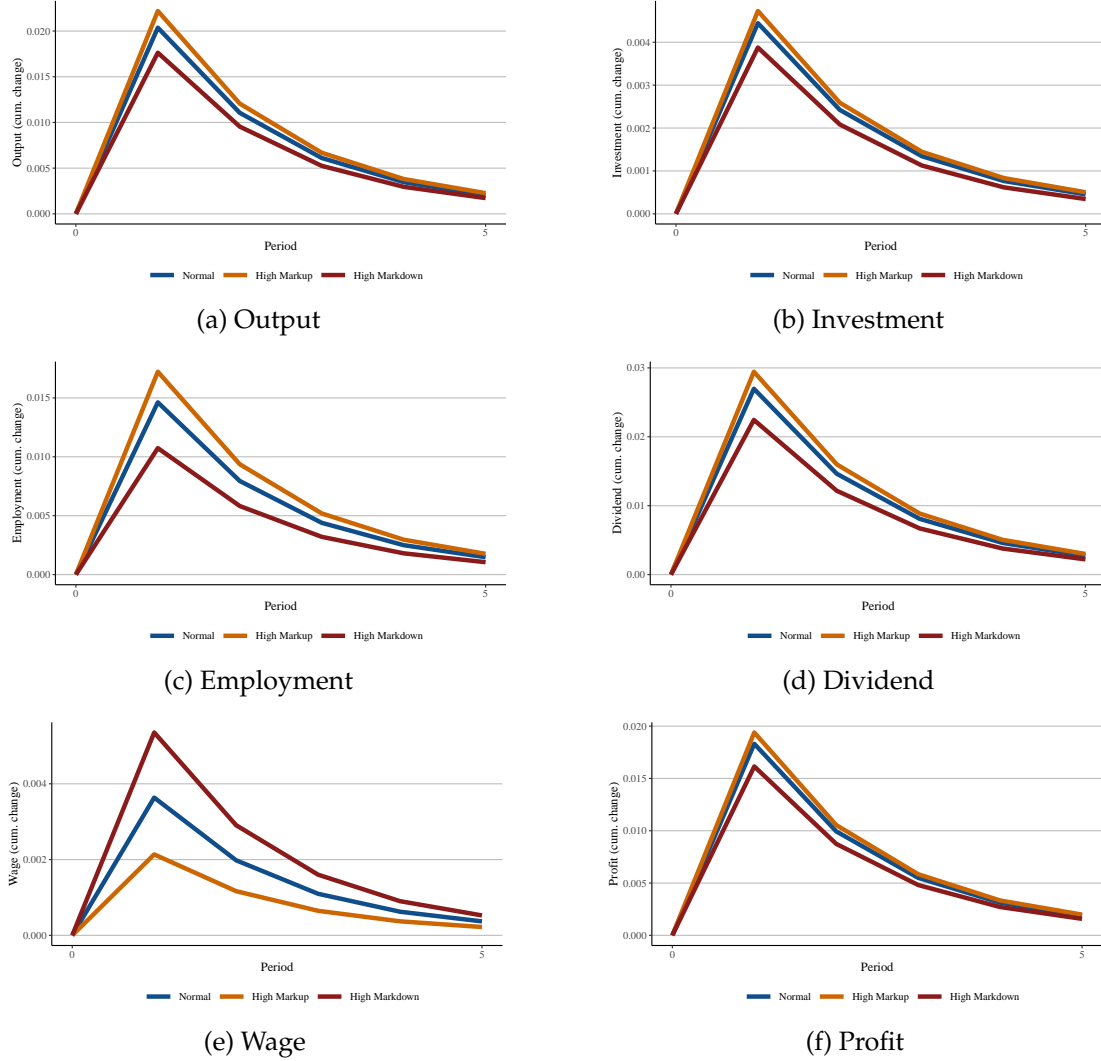 Output (cum. change)
0.020
0.015
0.010
0.005
0.000
0
5
Period
Normal High Markup High Markdown
(a) Output
Investment (cum. change)
0.004
0.003
0.002
0.001
0.000
0
5
Period
Normal High Markup High Markdown
(b) Investment
Employment (cum. change)
0.015
0.010
0.005
0.000
0
5
Period
Normal High Markup High Markdown
(c) Employment
Dividend (cum. change)
0.03
0.02
0.01
0.00
0
5
Period
Normal High Markup High Markdown
(d) Dividend
Wage (cum. change)
0.004
0.002
0.000
0
5
Period
Normal High Markup High Markdown
(e) Wage
Profit (cum. change)
0.020
0.015
0.010
0.005
0.000
0
5
Period
Normal High Markup High Markdown
(f) Profit